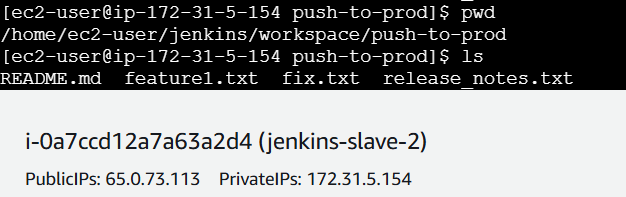 [ec2-user@ip-172-31-5-154 push-to-prod]$ pwd
/home/ec2-user/jenkins/workspace/push-to-prod
[ec2-user@ip-172-31-5-154 push-to-prod]$ ls
README.md  feature1.txt  fix.txt  release_notes.txt
i-0a7ccd12a7a63a2d4 (jenkins-slave-2)
PublicIPs: 65.0.73.113    PrivateIPs: 172.31.5.154